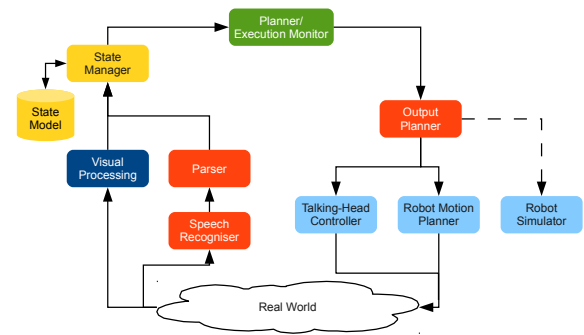 Planner/
Execution Monitor
State
Manager
State
Model
Output
Planner
Visual
Processing
Parser
Talking-Head
Controller
Robot Motion
Planner
Robot
Simulator
Speech
Recogniser
Real World